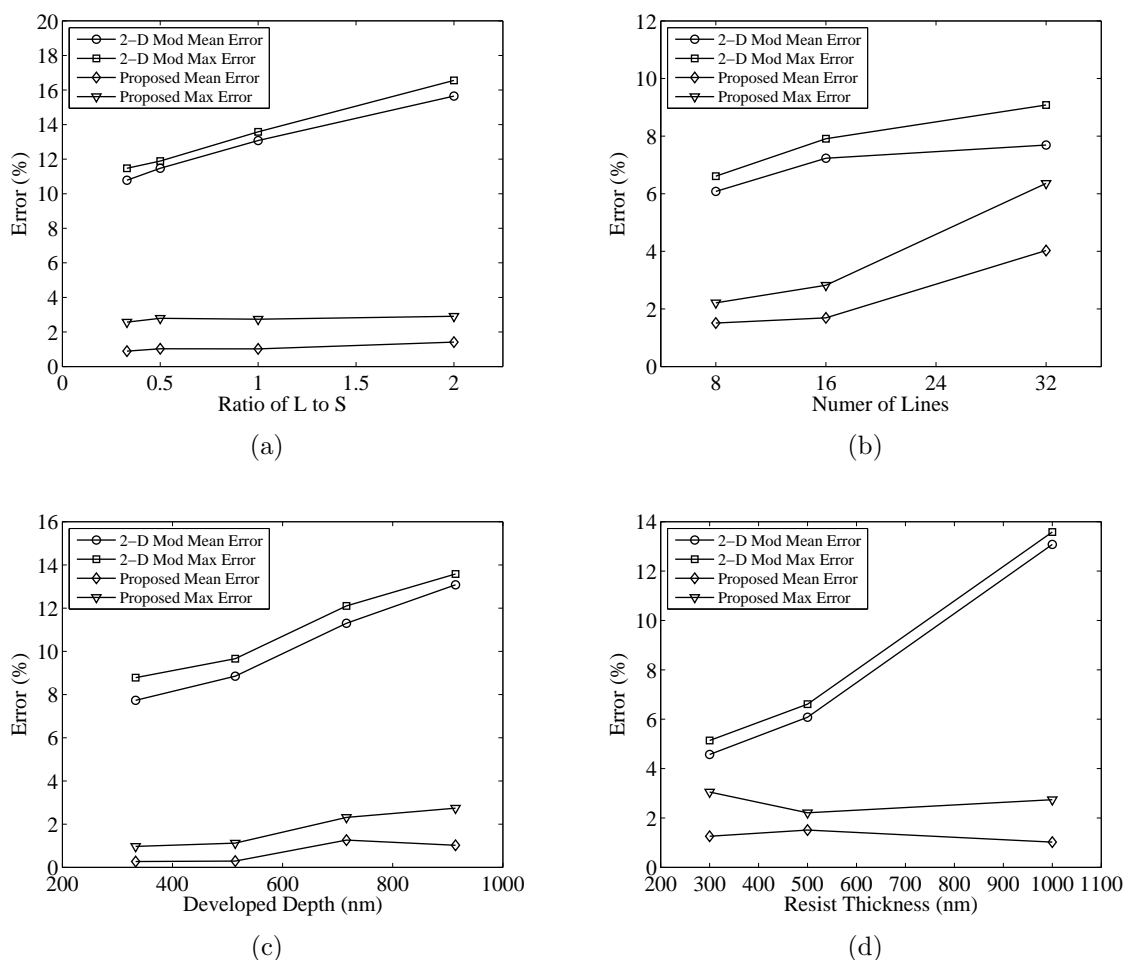 20
18
16
14
12
10
8
6
4
2
0
Error (%)
2−D Mod Mean Error
2−D Mod Max Error
Proposed Mean Error
Proposed Max Error
0 0.5 1 1.5 2
Ratio of L to S
(a)
12
10
8
6
4
2
0
Error (%)
2−D Mod Mean Error
2−D Mod Max Error
Proposed Mean Error
Proposed Max Error
8 16 24 32
Numer of Lines
(b)
16
14
12
10
8
6
4
2
0
Error (%)
2−D Mod Mean Error
2−D Mod Max Error
Proposed Mean Error
Proposed Max Error
200 400 600 800 1000
Developed Depth (nm)
(c)
14
12
10
8
6
4
2
0
Error (%)
2−D Mod Mean Error
2−D Mod Max Error
Proposed Mean Error
Proposed Max Error
200 300 400 500 600 700 800 900 1000 1100
Resist Thickness (nm)
(d)